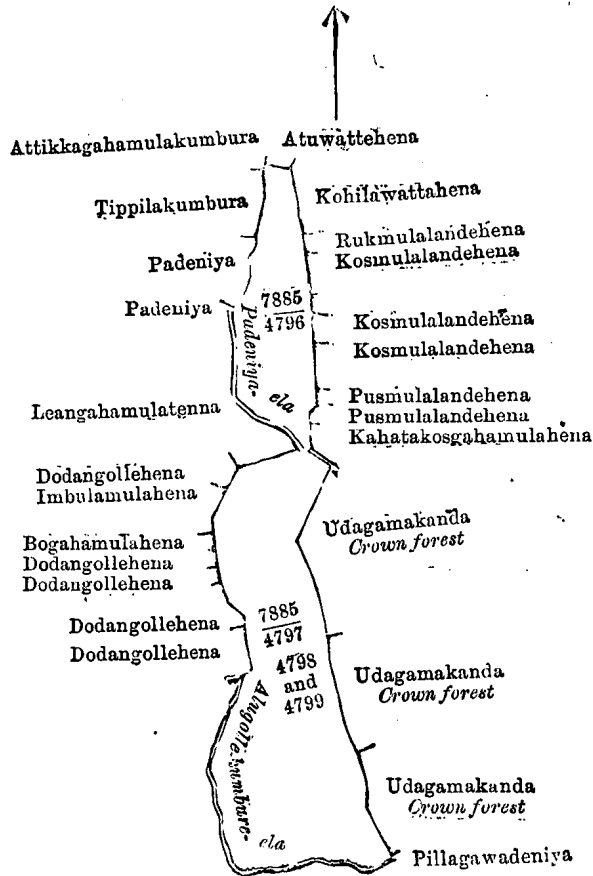 Attikkagahamulakumbura Atuwattehena
Tippilakumbura Kohilawattahena
Rukmulalandehena
Padeniya Kosmulalandehena
7885
Padeniya
4796
Padeniya-
ela
Kosmulalandehena
Kosmulalandehena
Pusmulalandehena
Leangahamulatenna Pusmulalandehena
Kahatakosgahamulahena
Dodangollehena
Imbulamulahena
Udagamakanda
Crown forest
Bogahamulahena
Dodangollehena
Dodangollehena
7885
4797
Dodangollehena
Dodangollehena
4798
and
4799
Udagamakanda
Crown forest
ela
Udagamakanda
Crown forest
Pillagawadeniya